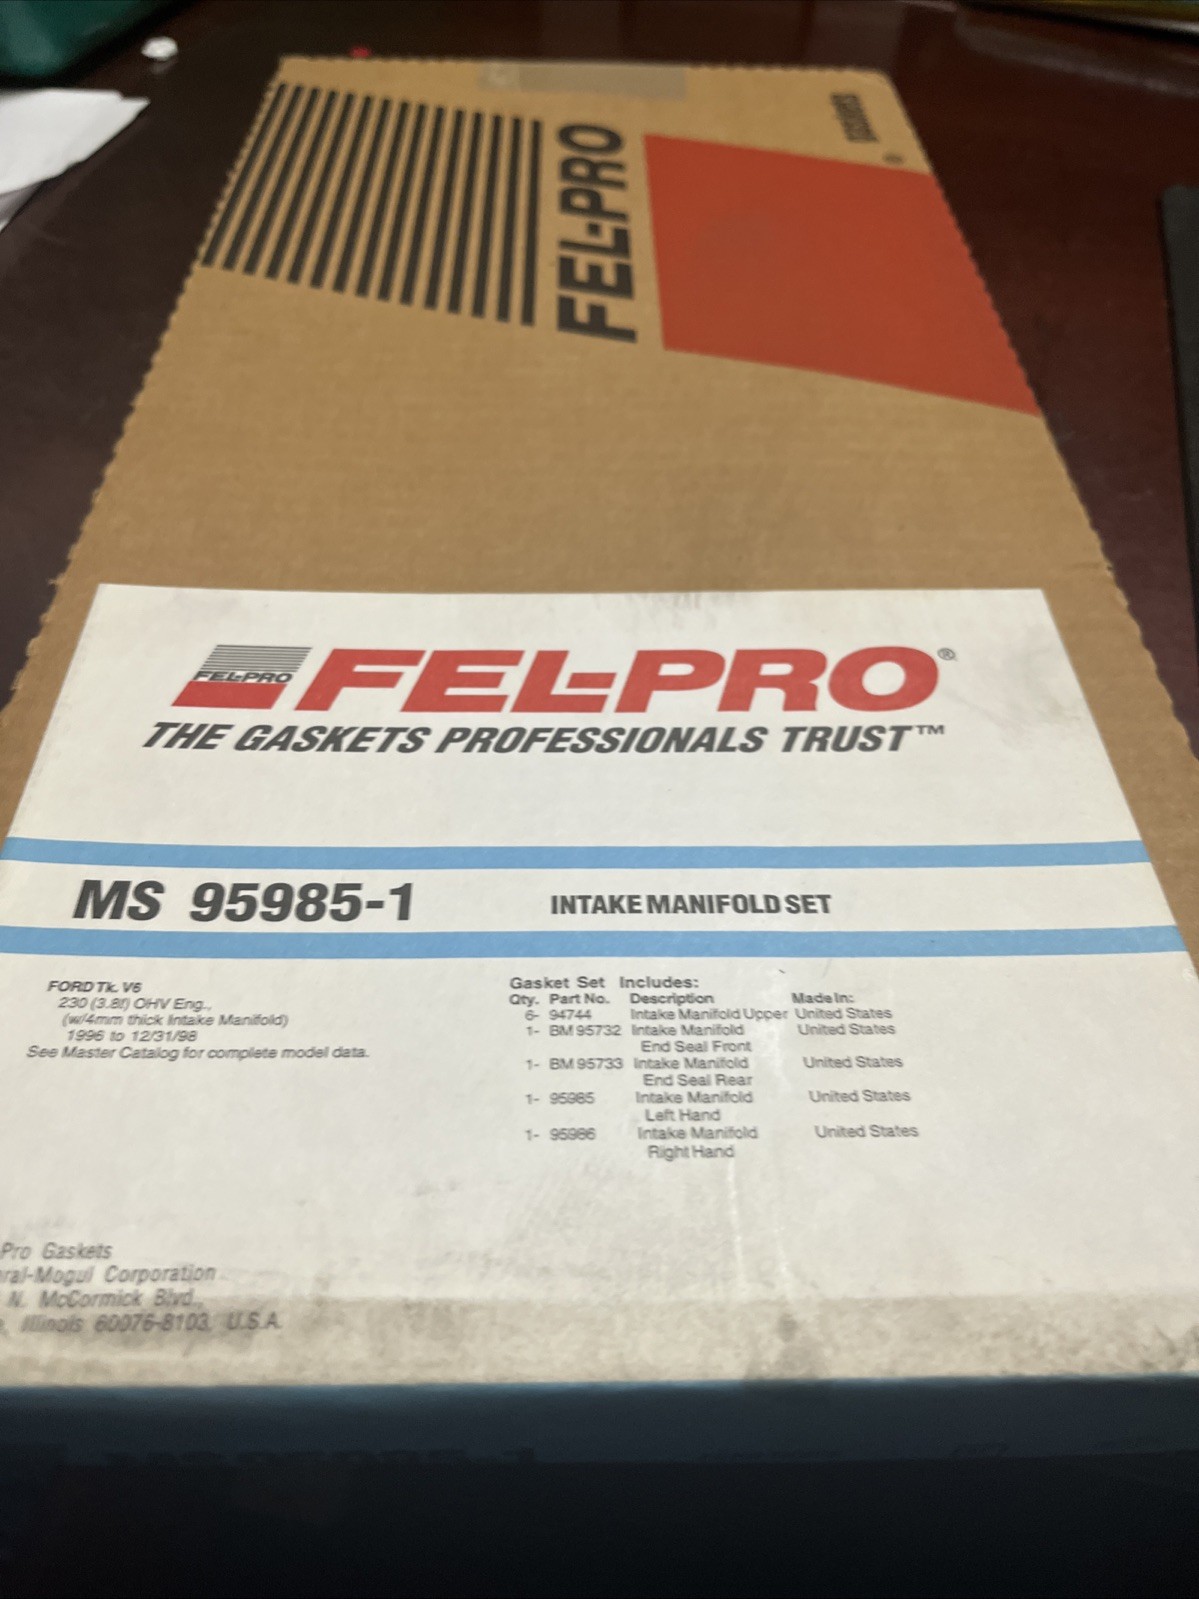 FEL-PRO
FEL-PRO
FEL-PRO®
THE GASKETS PROFESSIONALS TRUST™
MS 95985-1
INTAKE MANIFOLD SET
FORD Tk. V6
230 (3.8l) OHV Eng.,
(w/4mm thick Intake Manifold)
1996 to 12/31/98
See Master Catalog for complete model data.
Gasket Set Includes:
Qty. Part No. Description Made in:
6- 94744 Intake Manifold Upper United States
1- BM 95732 Intake Manifold United States
End Seal Front
1- BM 95733 Intake Manifold United States
End Seal Rear
1- 95985 Intake Manifold United States
Left Hand
1- 95986 Intake Manifold United States
Right Hand
Pro Gaskets
ral-Mogul Corporation
N. McCormick Blvd.,
Illinois 60076-8103, U.S.A.